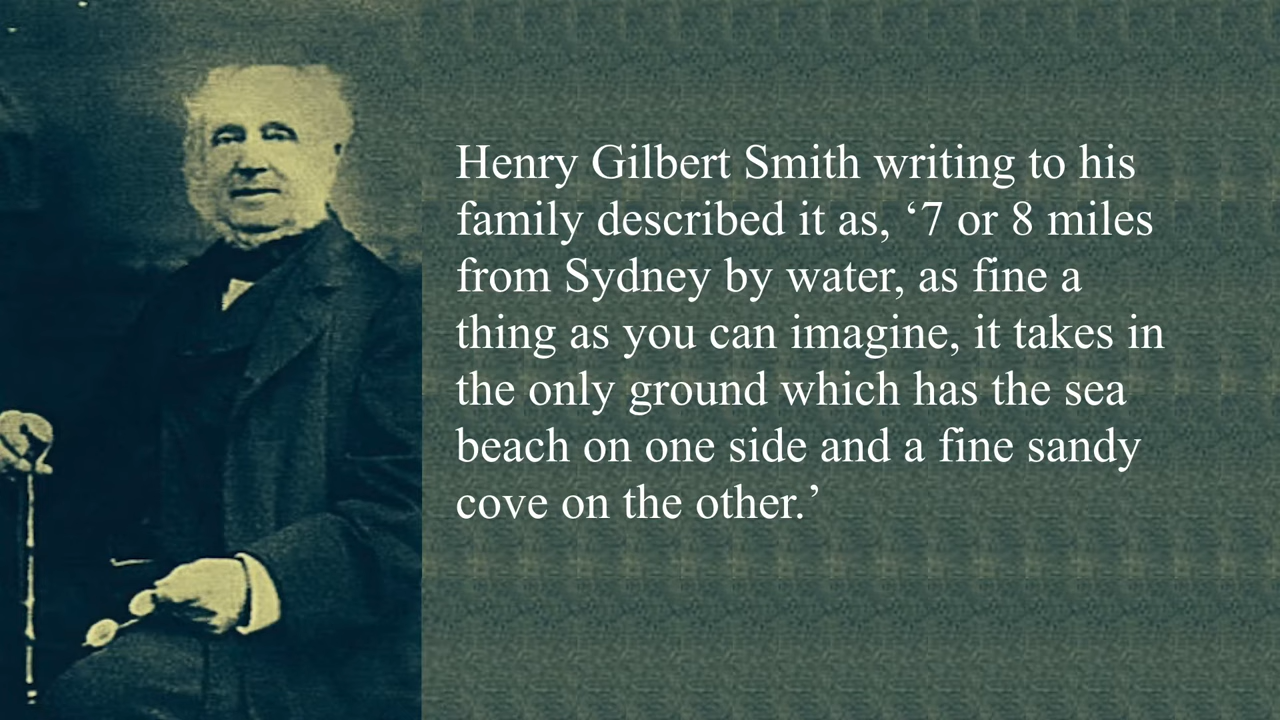 Henry Gilbert Smith writing to his
family described it as, ‘7 or 8 miles
from Sydney by water, as fine a
thing as you can imagine, it takes in
the only ground which has the sea
beach on one side and a fine sandy
cove on the other.’